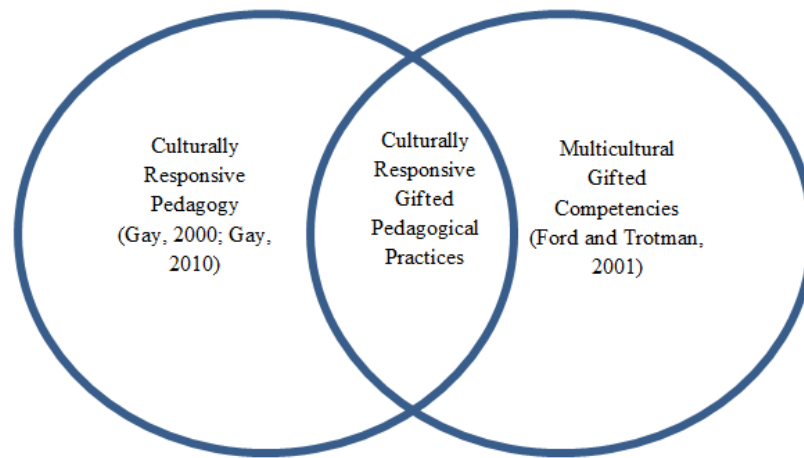 Culturally
Responsive
Pedagogy
(Gay, 2000; Gay,
2010)
Culturally
Responsive
Gifted
Pedagogical
Practices
Multicultural
Gifted
Competencies
(Ford and Trotman,
2001)